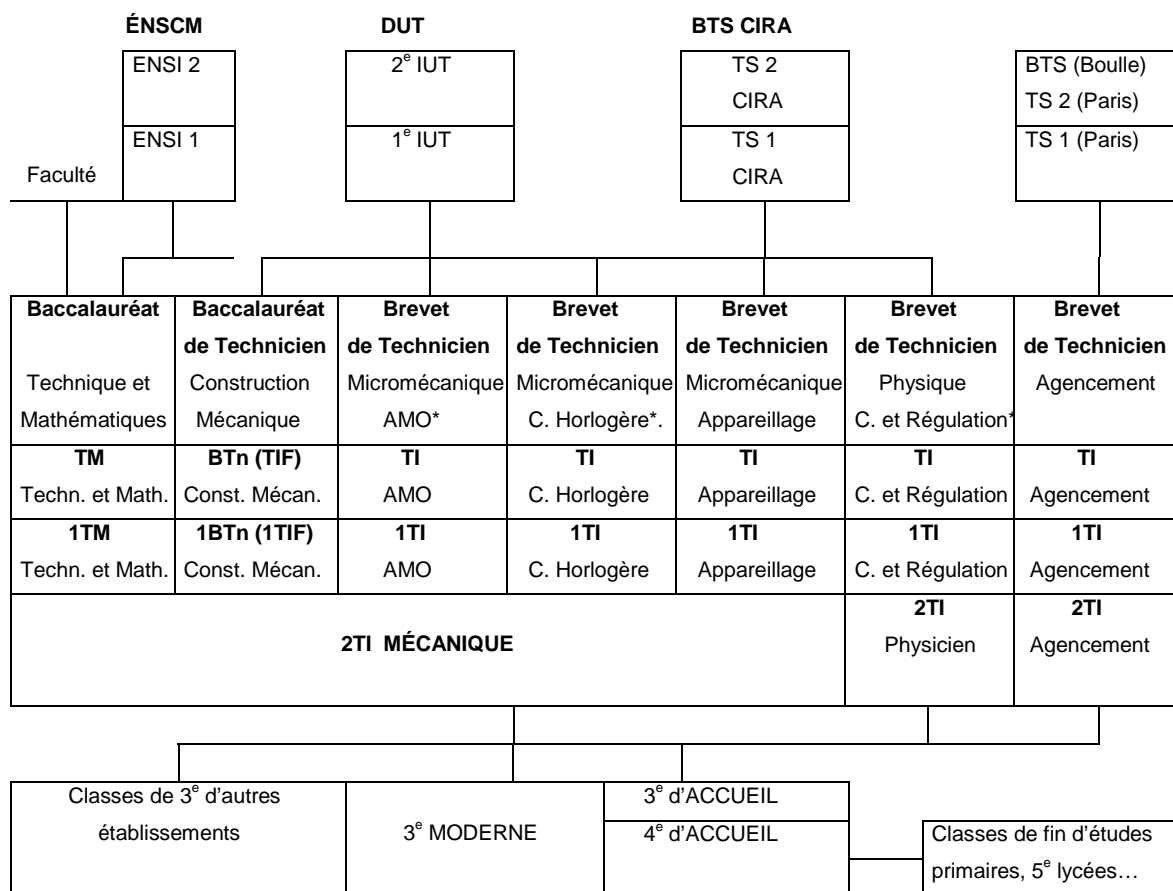 ÉNSCM DUT BTS CIRA
ENSI 2 2e IUT TS 2 BTS (Boulle)
CIRA TS 2 (Paris)
ENSI 1 1e IUT TS 1 TS 1 (Paris)
Faculté CIRA
Baccalauréat Baccalauréat Brevet Brevet Brevet Brevet Brevet
de Technicien de Technicien de Technicien de Technicien de Technicien de Technicien
Technique et Construction Micromécanique Micromécanique Micromécanique Physique Agencement
Mathématiques Mécanique AMO* C. Horlogère*. Appareillage C. et Régulation*
TM BTn (TIF) TI TI TI TI TI
Techn. et Math. Const. Mécan. AMO C. Horlogère Appareillage C. et Régulation Agencement
1TM 1BTn (1TIF) 1TI 1TI 1TI 1TI 1TI
Techn. et Math. Const. Mécan. AMO C. Horlogère Appareillage C. et Régulation Agencement
2TI 2TI
2TI MÉCANIQUE Physicien Agencement
Classes de 3e d'autres 3e d'ACCUEIL
établissements 3e MODERNE 4e d'ACCUEIL Classes de fin d'études
primaires, 5e lycées…